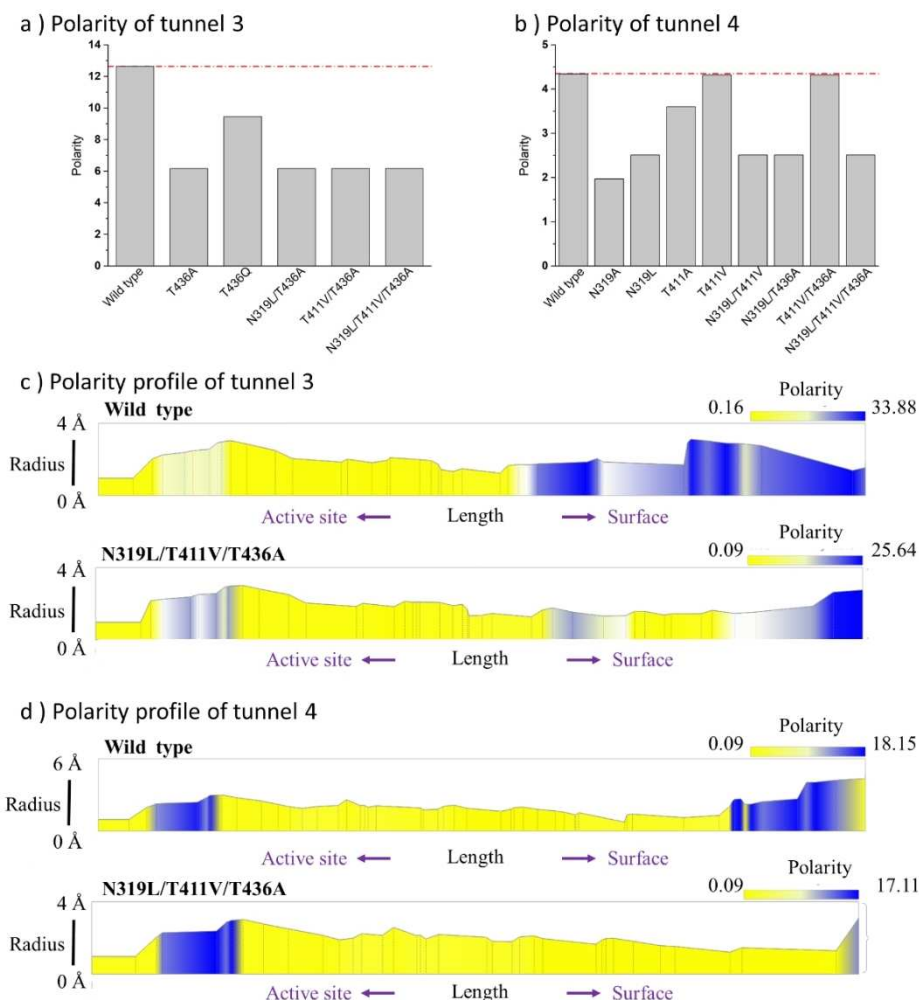 a ) Polarity of tunnel 3
14
12
10
8
6
4
2
0
Polarity
Wild type
T436A
T436Q
N319L/T436A
T411V/T436A
N319L/T411V/T436A
b ) Polarity of tunnel 4
5
4
3
2
1
0
Polarity
Wild type
N319A
N319L
T411A
T411V
N319L/T411V
N319L/T436A
T411V/T436A
N319L/T411V/T436A
c ) Polarity profile of tunnel 3
Wild type
Polarity
0.16 33.88
4 Å
Radius
0 Å
Active site Length Surface
N319L/T411V/T436A
Polarity
0.09 25.64
4 Å
Radius
0 Å
Active site Length Surface
d ) Polarity profile of tunnel 4
Wild type
Polarity
0.09 18.15
6 Å
Radius
0 Å
Active site Length Surface
N319L/T411V/T436A
Polarity
0.09 17.11
4 Å
Radius
0 Å
Active site Length Surface